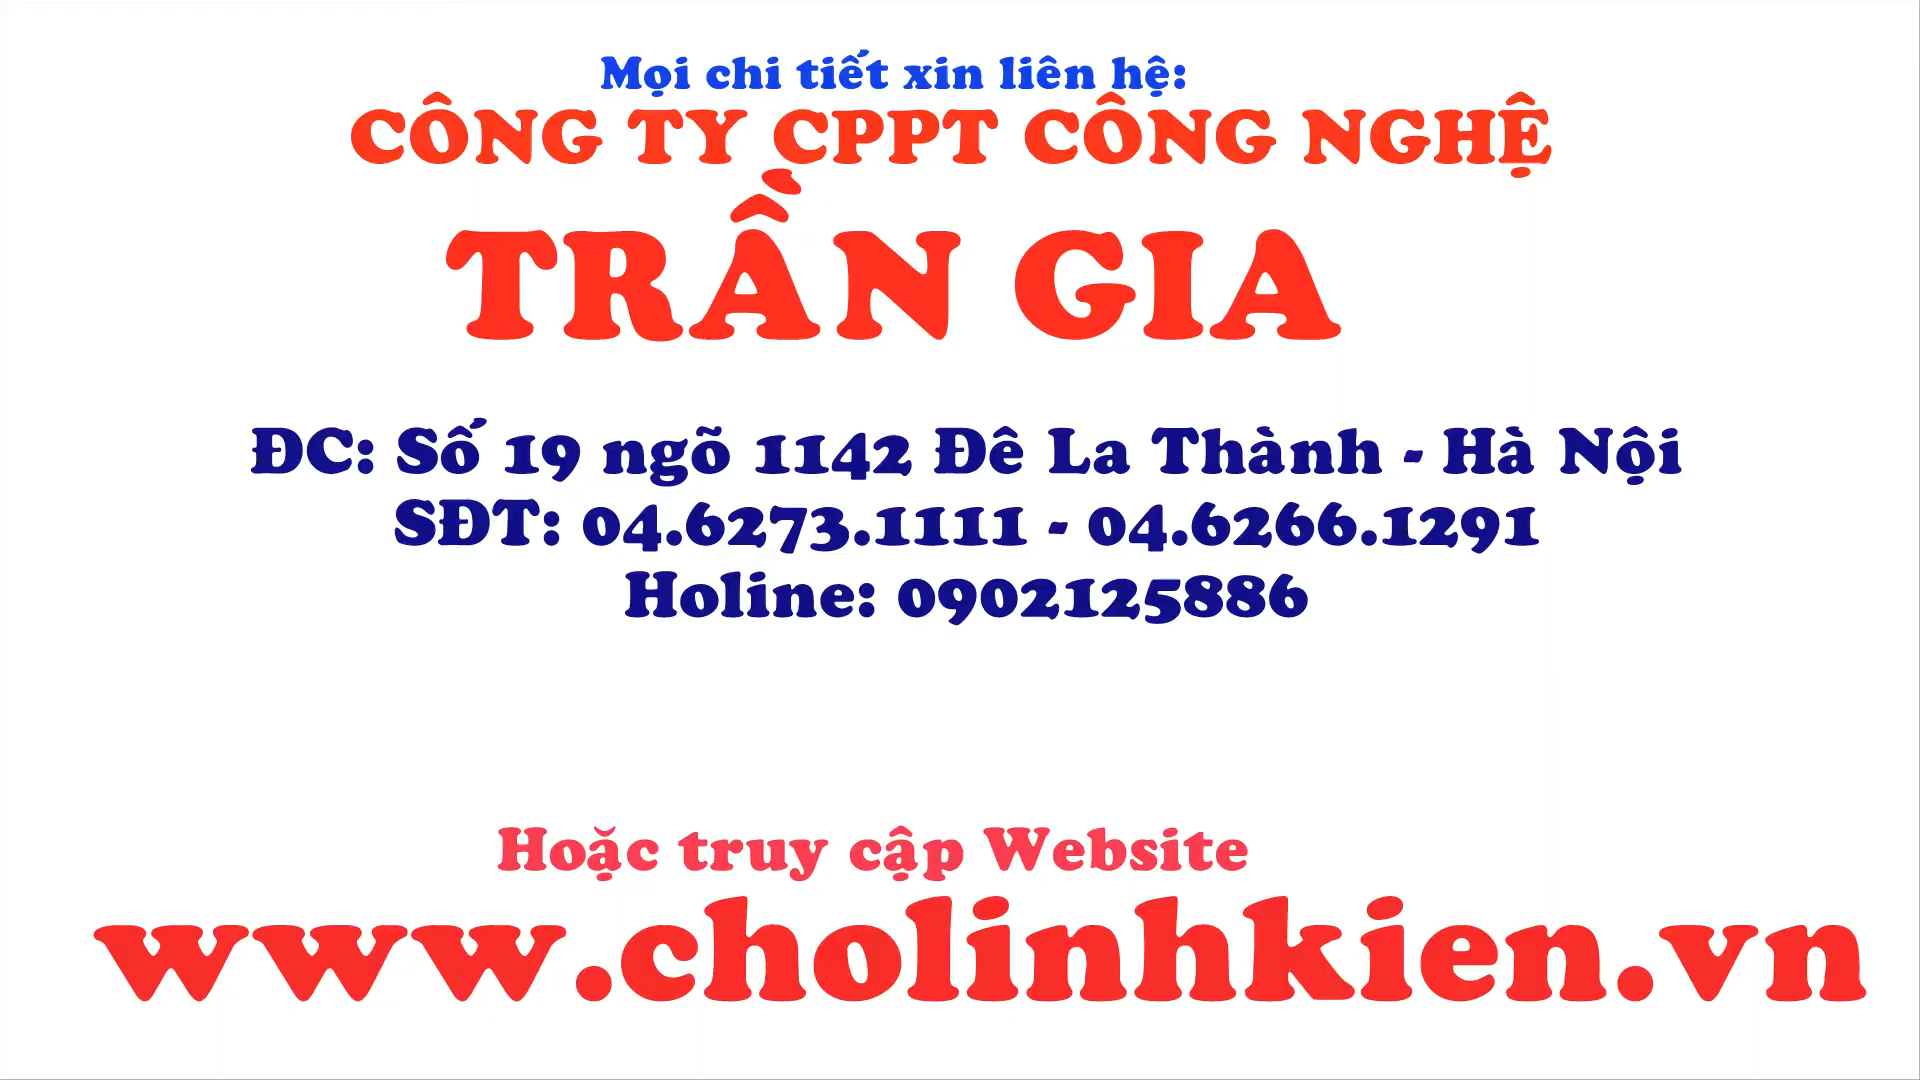 Mọi chi tiết xin liên hệ:
CÔNG TY CPPT CÔNG NGHỆ
TRẦN GIA
ĐC: Số 19 ngõ 1142 Đê La Thành - Hà Nội
SĐT: 04.6273.1111 - 04.6266.1291
Holine: 0902125886
Hoặc truy cập Website
www.cholinhkien.vn